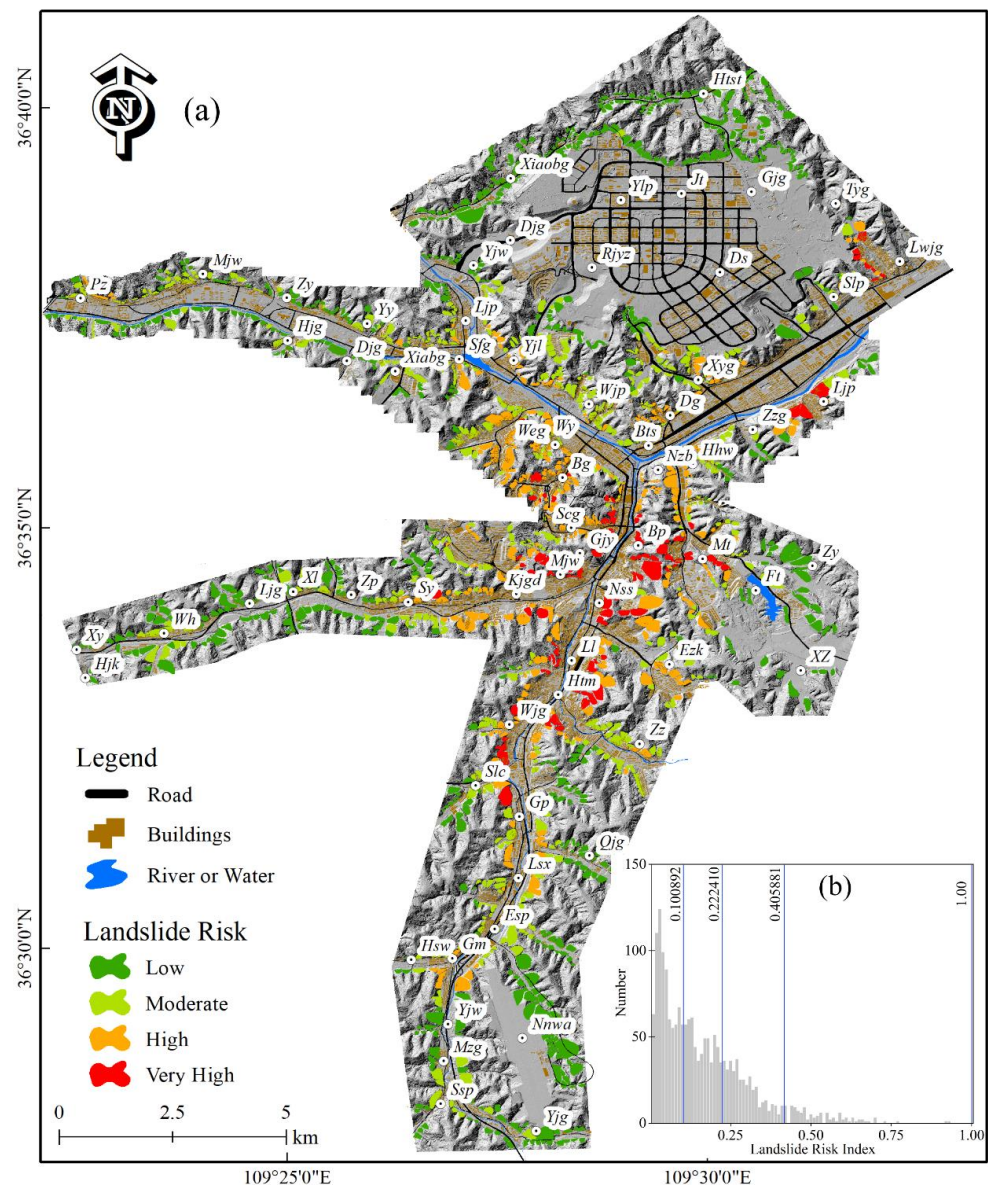 N
(a)
36°40'0"N
36°35'0"N
36°30'0"N
Htst
Xiaobg
Ylp
Jt
Gjg
Tyg
Djg
Yjw
Rjyz
Ds
Lwjg
Slp
Mjw
Pz
Zy
Ljp
Yy
Sfg
Hjg
Djg
Xiabg
Yjl
Xyg
Wjp
Dg
Ljp
Zzg
Weg
Wy
Bts
Hhw
Nzb
Bg
Scg
Gjy
Bp
Mt
Zy
Mjw
Ft
Kjgd
Nss
Ljg
Xl
Zp
Sy
Wh
Xy
Hjk
Ll
Ezk
XZ
Htm
Wjg
Zz
Slc
Gp
Qjg
Lsx
Esp
Hsw
Gm
Yjw
Nnwa
Mzg
Ssp
Yjg
Legend
Road
Buildings
River or Water
Landslide Risk
Low
Moderate
High
Very High
0 2.5 5
km
(b)
0.100892
0.222410
0.405881
1.00
150
100
50
0
Number
0.25 0.50 0.75 1.00
Landslide Risk Index
109°25'0"E 109°30'0"E